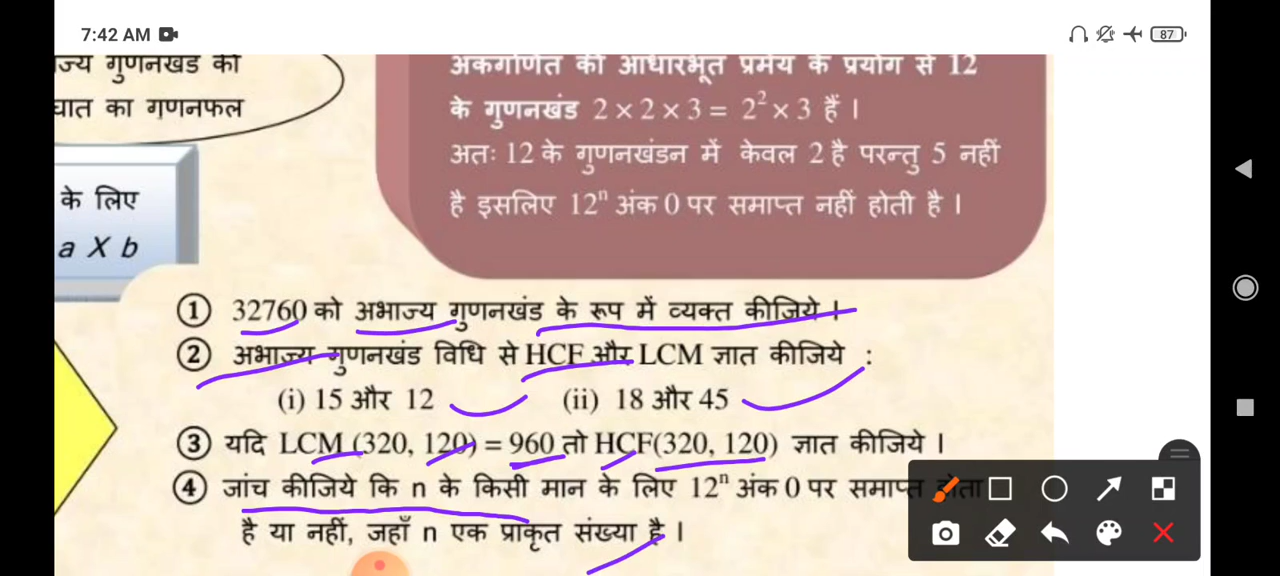 7:42 AM
87
ज्य गुणनखंड की
घात का गुणनफल
के लिए
a X b
अंकगणित की आधारभूत प्रमेय के प्रयोग से 12
के गुणनखंड 2 × 2 × 3 = 2² × 3 हैं ।
अतः 12 के गुणनखंडन में केवल 2 है परन्तु 5 नहीं
है इसलिए 12ⁿ अंक 0 पर समाप्त नहीं होती है ।
① 32760 को अभाज्य गुणनखंड के रूप में व्यक्त कीजिये ।
② अभाज्य गुणनखंड विधि से HCF और LCM ज्ञात कीजिये :
(i) 15 और 12 (ii) 18 और 45
③ यदि LCM (320, 120) = 960 तो HCF(320, 120) ज्ञात कीजिये ।
④ जांच कीजिये कि n के किसी मान के लिए 12ⁿ अंक 0 पर समाप्त होता
है या नहीं, जहाँ n एक प्राकृत संख्या है ।